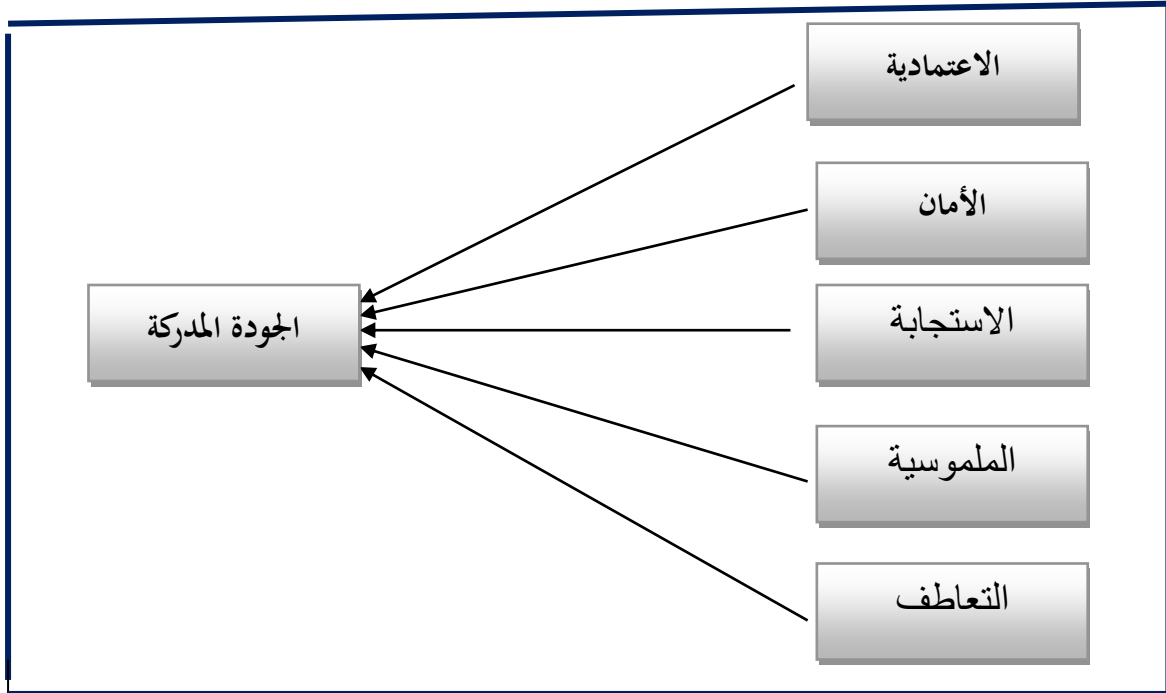 الاعتمادية
الأمان
الاستجابة
الجودة المدركة
الملموسية
التعاطف